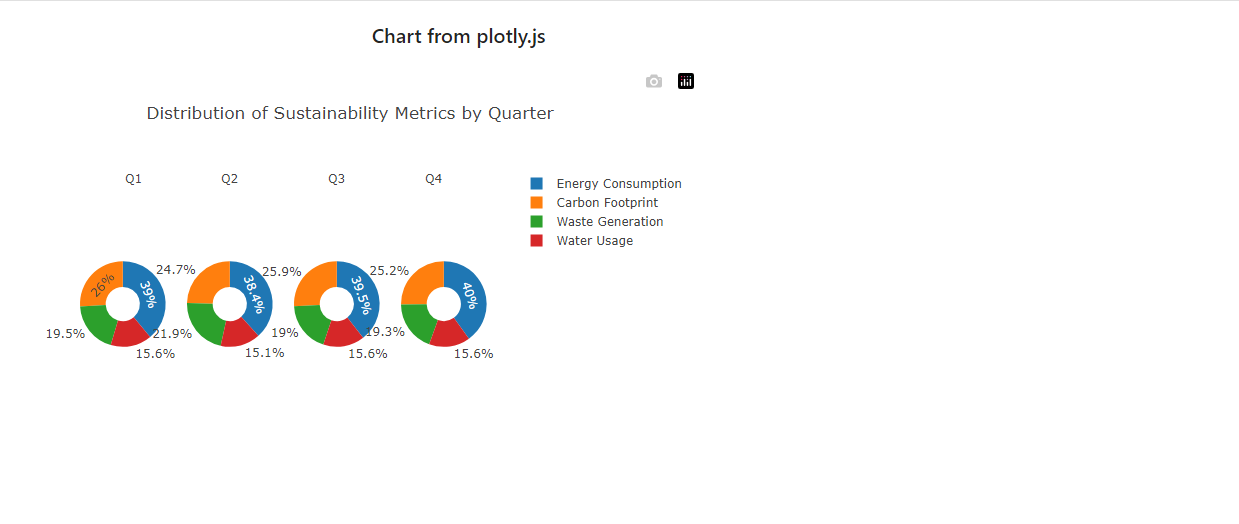 Chart from plotly.js
Distribution of Sustainability Metrics by Quarter
Q1 Q2 Q3 Q4
Energy Consumption
Carbon Footprint
Waste Generation
Water Usage
26% 39% 24.7% 38.4% 25.9% 39.5% 25.2% 40%
19.5% 21.9% 19% 19.3%
15.6% 15.1% 15.6% 15.6%